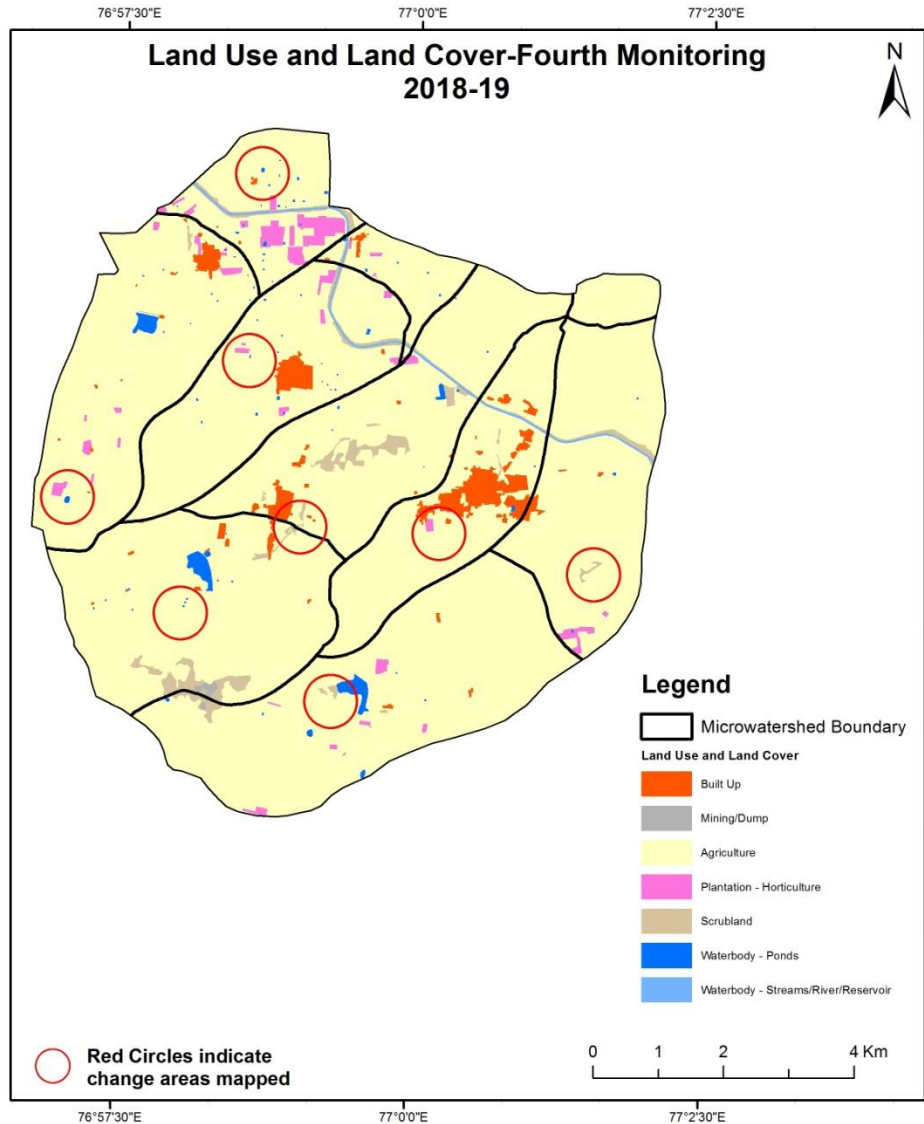 76°57'30"E 77°0'0"E 77°2'30"E
Land Use and Land Cover-Fourth Monitoring
2018-19
N
Legend
Microwatershed Boundary
Land Use and Land Cover
Built Up
Mining/Dump
Agriculture
Plantation - Horticulture
Scrubland
Waterbody - Ponds
Waterbody - Streams/River/Reservoir
Red Circles indicate
change areas mapped
0 1 2 4 Km
76°57'30"E 77°0'0"E 77°2'30"E